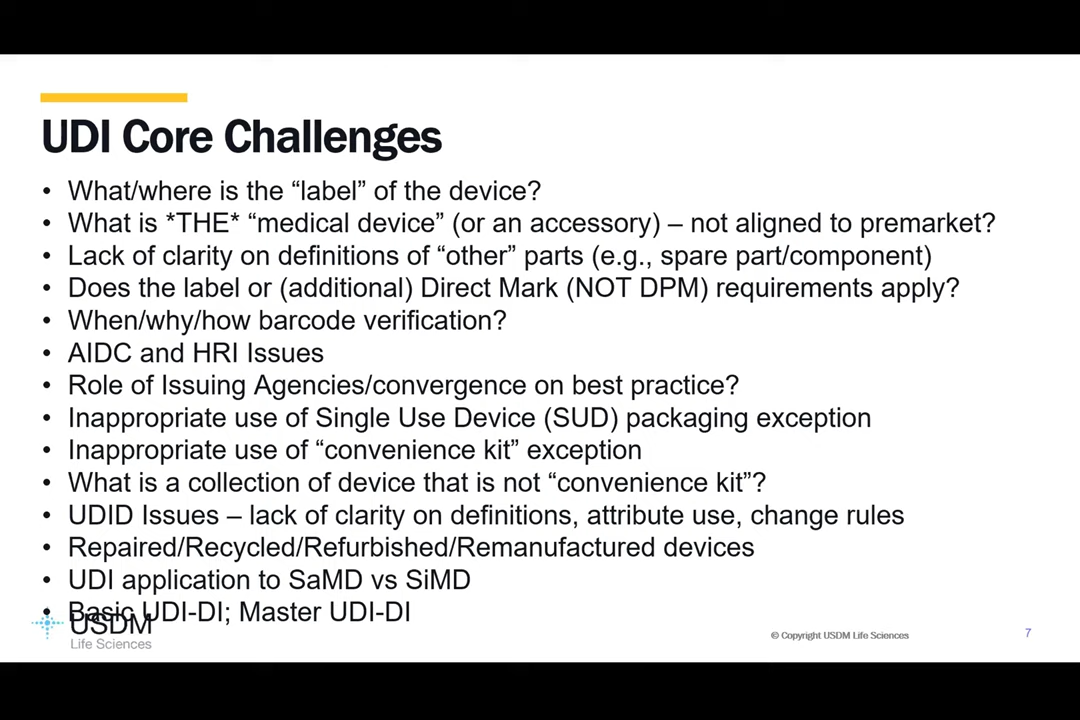 UDI Core Challenges
• What/where is the “label” of the device?
• What is *THE* “medical device” (or an accessory) – not aligned to premarket?
• Lack of clarity on definitions of “other” parts (e.g., spare part/component)
• Does the label or (additional) Direct Mark (NOT DPM) requirements apply?
• When/why/how barcode verification?
• AIDC and HRI Issues
• Role of Issuing Agencies/convergence on best practice?
• Inappropriate use of Single Use Device (SUD) packaging exception
• Inappropriate use of “convenience kit” exception
• What is a collection of device that is not “convenience kit”?
• UDID Issues – lack of clarity on definitions, attribute use, change rules
• Repaired/Recycled/Refurbished/Remanufactured devices
• UDI application to SaMD vs SiMD
• Basic UDI-DI; Master UDI-DI
USDM
Life Sciences
© Copyright USDM Life Sciences
7